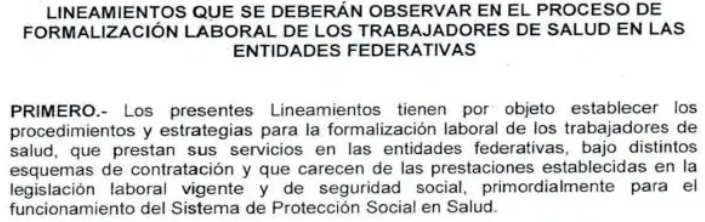 LINEAMIENTOS QUE SE DEBERÁN OBSERVAR EN EL PROCESO DE
FORMALIZACIÓN LABORAL DE LOS TRABAJADORES DE SALUD EN LAS
ENTIDADES FEDERATIVAS
PRIMERO.- Los presentes Lineamientos tienen por objeto establecer los
procedimientos y estrategias para la formalización laboral de los trabajadores de
salud, que prestan sus servicios en las entidades federativas, bajo distintos
esquemas de contratación y que carecen de las prestaciones establecidas en la
legislación laboral vigente y de seguridad social, primordialmente para el
funcionamiento del Sistema de Protección Social en Salud.